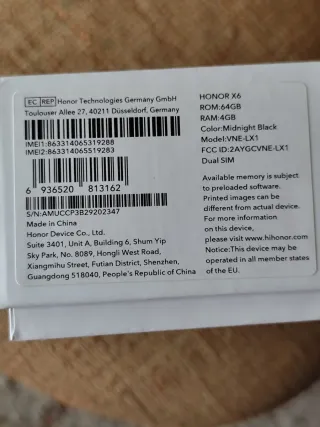 EC REP Honor Technologies Germany GmbH
Toulouser Allee 27, 40211 Düsseldorf, Germany
IMEI1:863314065319288
IMEI2:863314065519283
6 936520 813162
S/N:AMUCCP3B29202347
Made in China
Honor Device Co., Ltd.
Suite 3401, Unit A, Building 6, Shum Yip
Sky Park, No. 8089, Hongli West Road,
Xiangmihu Street, Futian District, Shenzhen,
Guangdong 518040, People's Republic of China
HONOR X6
ROM:64GB
RAM:4GB
Color:Midnight Black
Model:VNE-LX1
FCC ID:2AYGCVNE-LX1
Dual SIM
Available memory is subject
to preloaded software.
Printed images can be
different from actual device.
For more information
on this device,
please visit www.hihonor.com
Notice:This device may be
operated in all member states
of the EU.